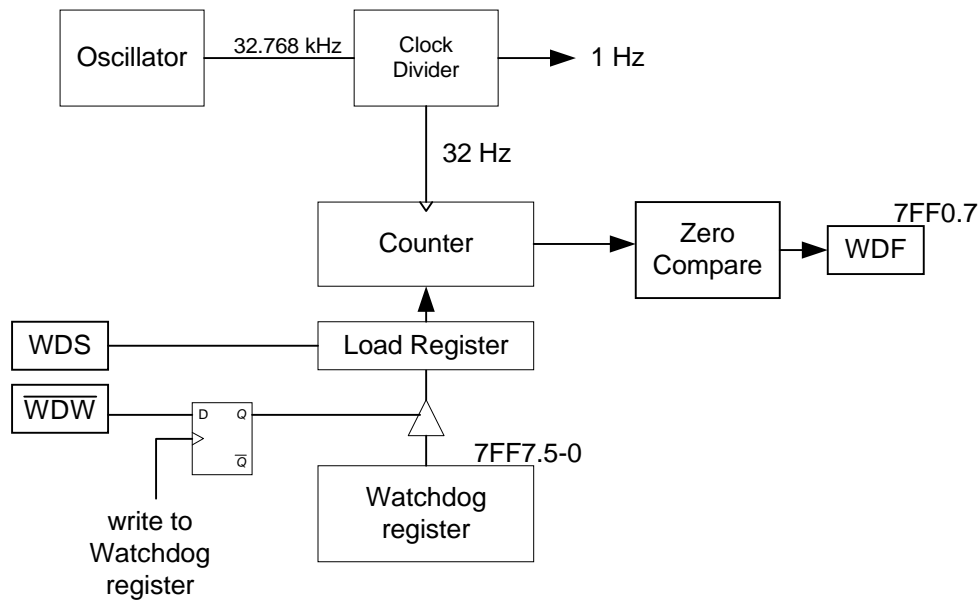 Oscillator
32.768 kHz
Clock
Divider
1 Hz
32 Hz
Counter
Zero
Compare
7FF0.7
WDF
WDS
Load Register
W̅D̅W̅
D
Q
Q̅
7FF7.5-0
Watchdog
register
write to
Watchdog
register